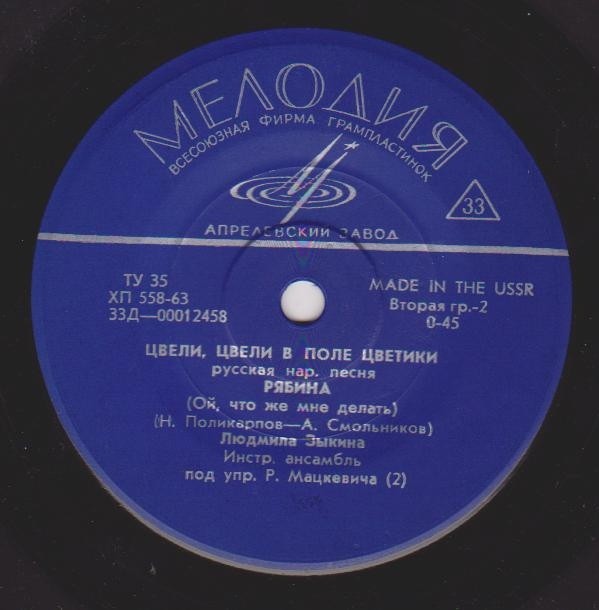 МЕЛОДИЯ
ВСЕСОЮЗНАЯ ФИРМА ГРАМПЛАСТИНОК
33
АПРЕЛЕВСКИЙ ЗАВОД
ТУ 35
ХП 558-63
33Д—00012458
MADE IN THE USSR
Вторая гр.-2
0-45
ЦВЕЛИ, ЦВЕЛИ В ПОЛЕ ЦВЕТИКИ
русская нар. песня
РЯБИНА
(Ой, что же мне делать)
(Н. Поликарпов—А. Смольников)
Людмила Зыкина
Инстр. ансамбль
под упр. Р. Мацкевича (2)